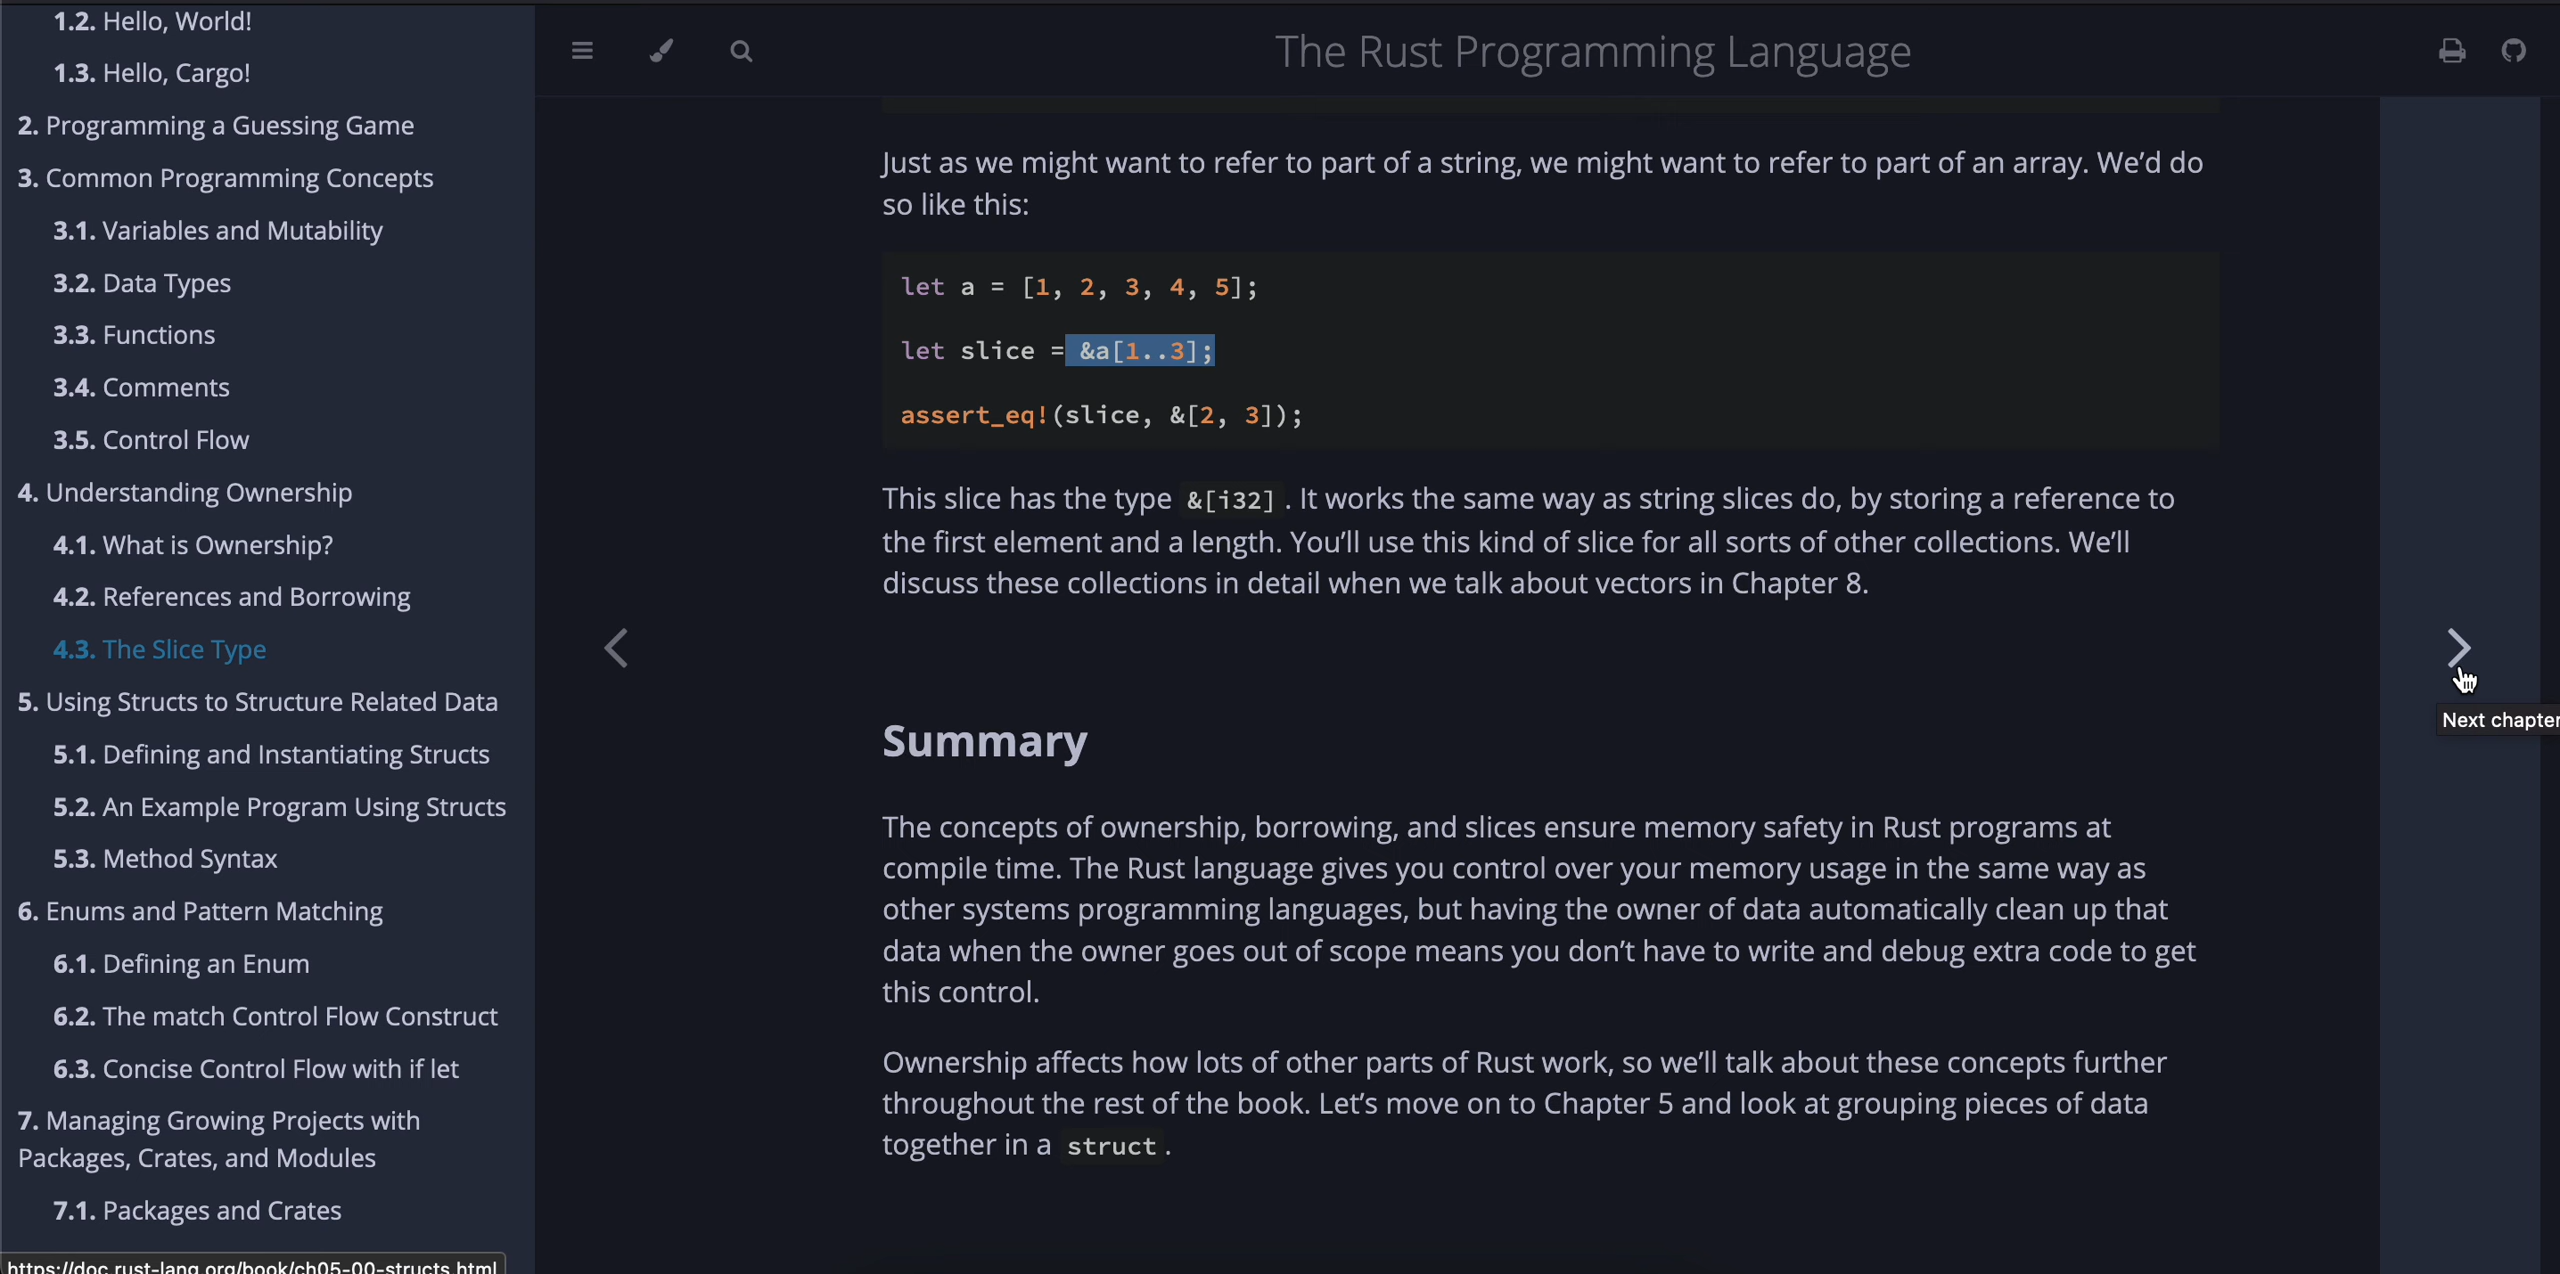 1.2. Hello, World!
1.3. Hello, Cargo!
2. Programming a Guessing Game
3. Common Programming Concepts
3.1. Variables and Mutability
3.2. Data Types
3.3. Functions
3.4. Comments
3.5. Control Flow
4. Understanding Ownership
4.1. What is Ownership?
4.2. References and Borrowing
4.3. The Slice Type
5. Using Structs to Structure Related Data
5.1. Defining and Instantiating Structs
5.2. An Example Program Using Structs
5.3. Method Syntax
6. Enums and Pattern Matching
6.1. Defining an Enum
6.2. The match Control Flow Construct
6.3. Concise Control Flow with if let
7. Managing Growing Projects with
Packages, Crates, and Modules
7.1. Packages and Crates
https://doc.rust-lang.org/book/ch05-00-structs.html
The Rust Programming Language
Just as we might want to refer to part of a string, we might want to refer to part of an array. We’d do
so like this:
let a = [1, 2, 3, 4, 5];
let slice = &a[1..3];
assert_eq!(slice, &[2, 3]);
This slice has the type &[i32]. It works the same way as string slices do, by storing a reference to
the first element and a length. You’ll use this kind of slice for all sorts of other collections. We’ll
discuss these collections in detail when we talk about vectors in Chapter 8.
Summary
The concepts of ownership, borrowing, and slices ensure memory safety in Rust programs at
compile time. The Rust language gives you control over your memory usage in the same way as
other systems programming languages, but having the owner of data automatically clean up that
data when the owner goes out of scope means you don’t have to write and debug extra code to get
this control.
Ownership affects how lots of other parts of Rust work, so we’ll talk about these concepts further
throughout the rest of the book. Let’s move on to Chapter 5 and look at grouping pieces of data
together in a struct.
Next chapter